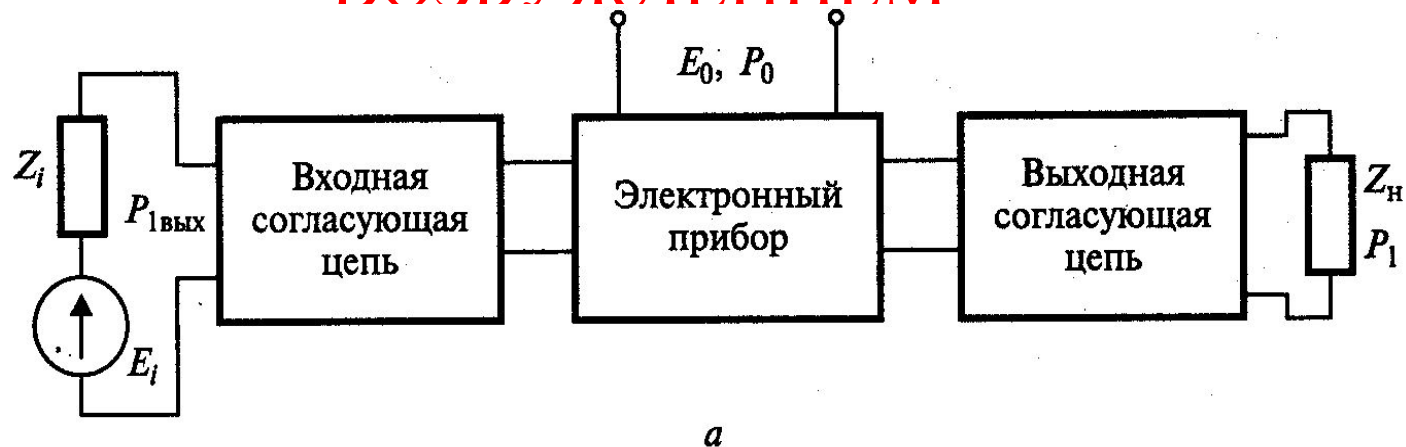 E₀, P₀
Zᵢ
P₁вых
Eᵢ
Входная
согласующая
цепь
Электронный
прибор
Выходная
согласующая
цепь
Zн
P₁
а